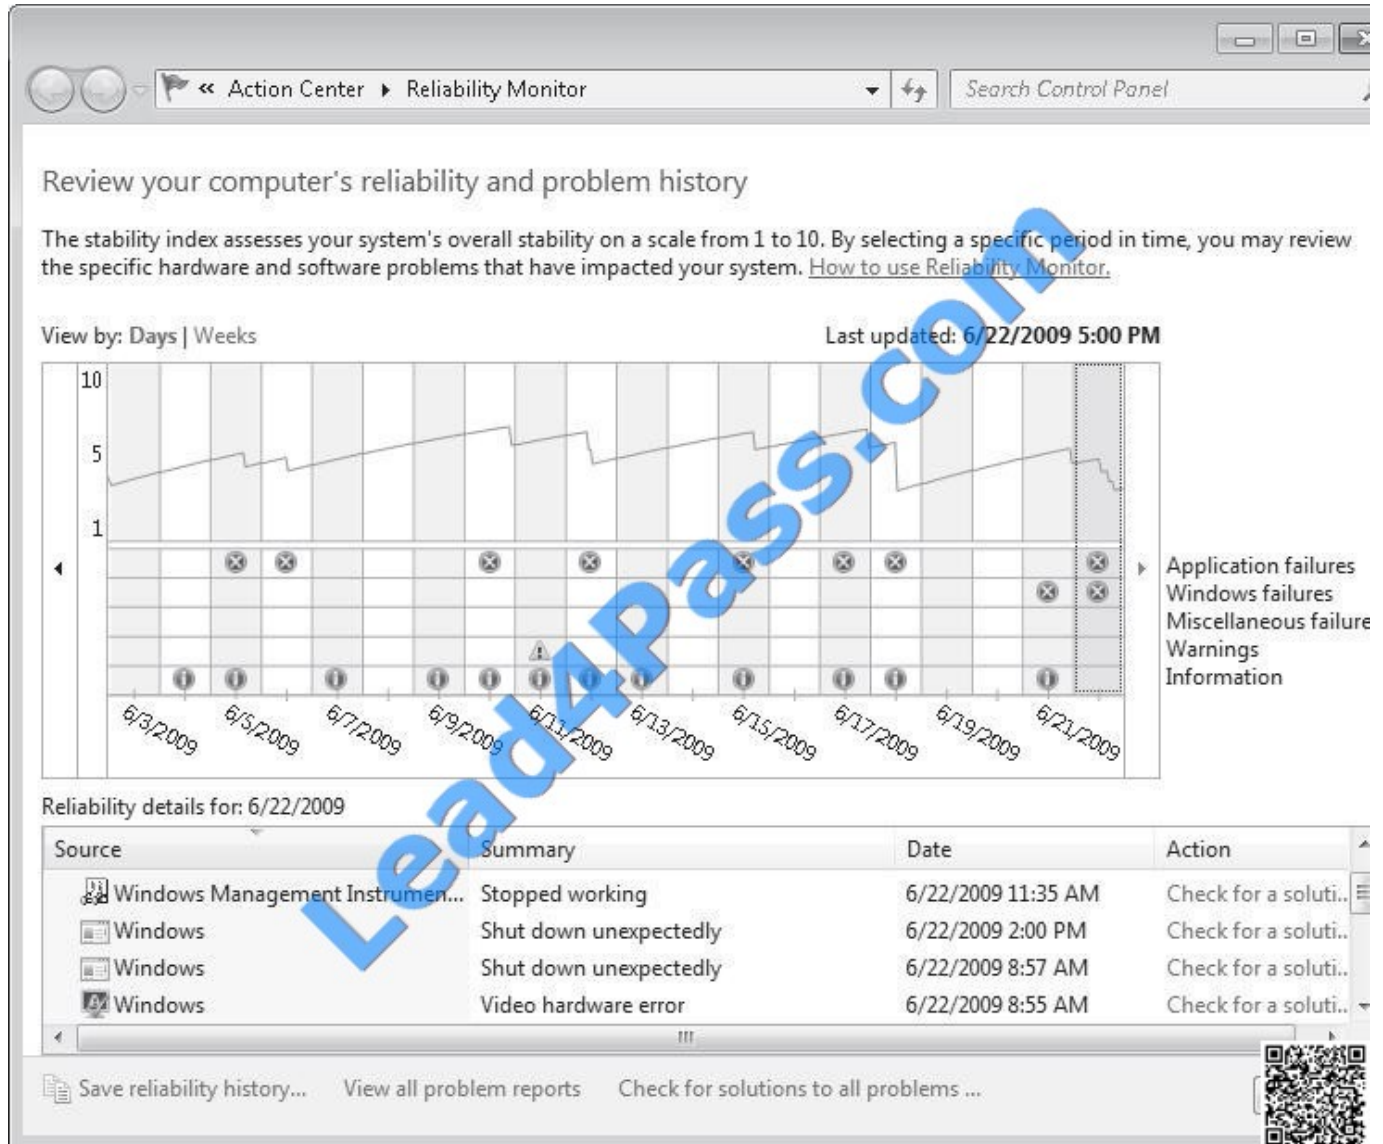 « Action Center ▸ Reliability Monitor
Search Control Panel
Review your computer's reliability and problem history
The stability index assesses your system's overall stability on a scale from 1 to 10. By selecting a specific period in time, you may review
the specific hardware and software problems that have impacted your system. How to use Reliability Monitor.
View by: Days | Weeks
Last updated: 6/22/2009 5:00 PM
10
5
1
Application failures
Windows failures
Miscellaneous failure
Warnings
Information
6/3/2009 6/5/2009 6/7/2009 6/9/2009 6/11/2009 6/13/2009 6/15/2009 6/17/2009 6/19/2009 6/21/2009
Reliability details for: 6/22/2009
Source Summary Date Action
Windows Management Instrumen... Stopped working 6/22/2009 11:35 AM Check for a soluti..
Windows Shut down unexpectedly 6/22/2009 2:00 PM Check for a soluti..
Windows Shut down unexpectedly 6/22/2009 8:57 AM Check for a soluti..
Windows Video hardware error 6/22/2009 8:55 AM Check for a soluti..
Save reliability history... View all problem reports Check for solutions to all problems ...
Lead4Pass.com